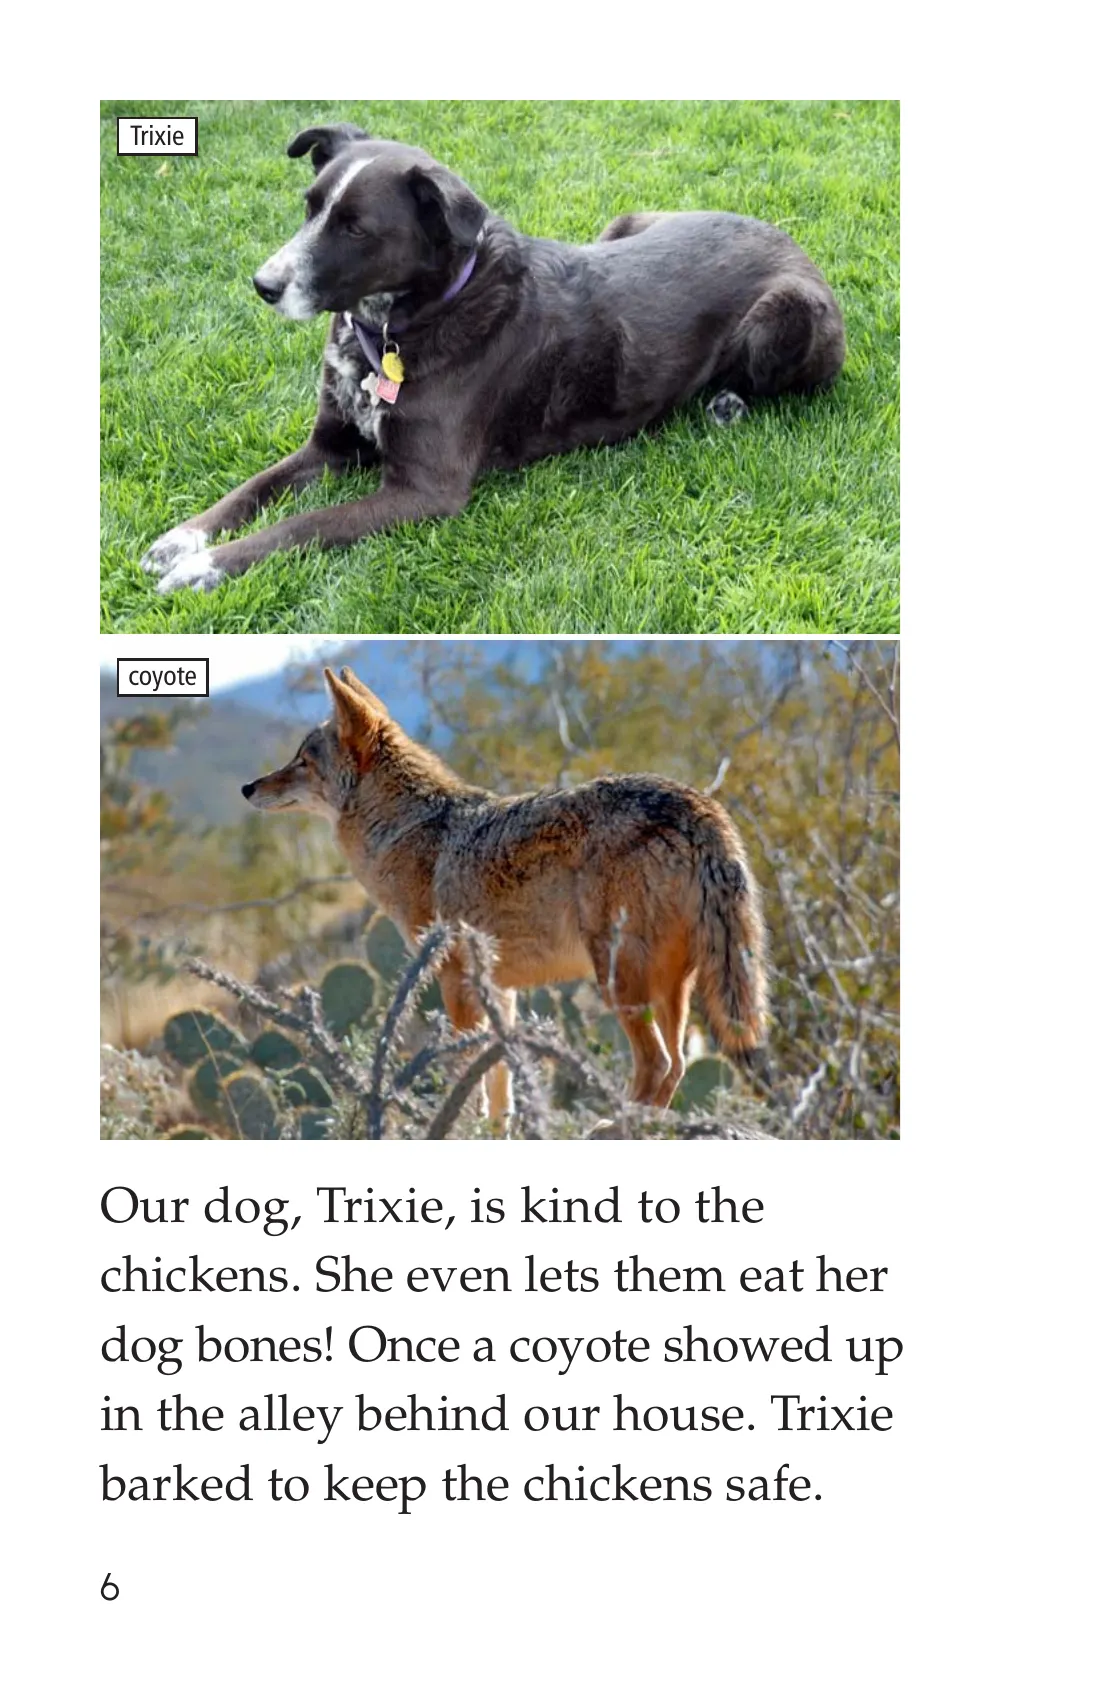 Trixie
coyote
Our dog, Trixie, is kind to the
chickens. She even lets them eat her
dog bones! Once a coyote showed up
in the alley behind our house. Trixie
barked to keep the chickens safe.
6